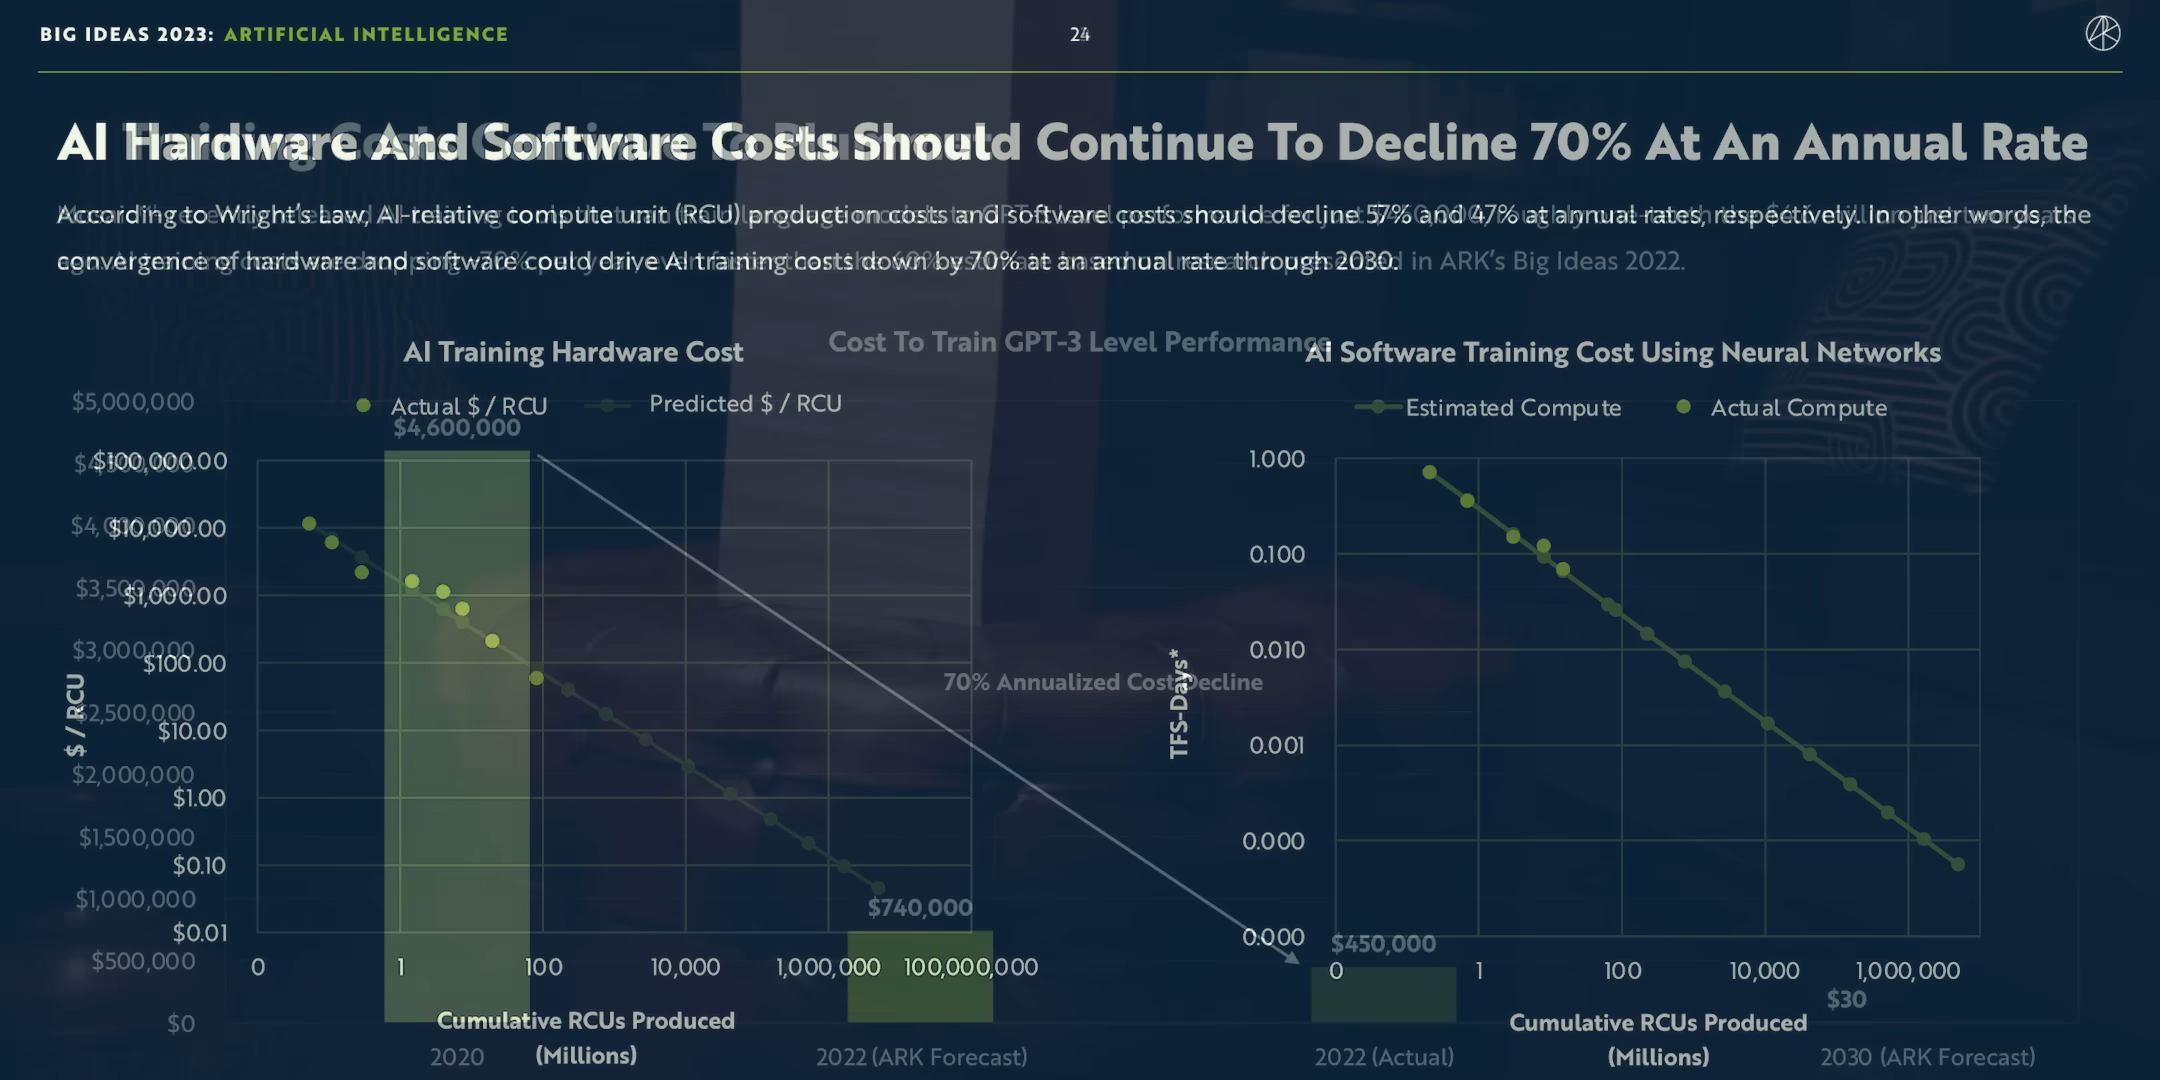 BIG IDEAS 2023: ARTIFICIAL INTELLIGENCE
24
AI Hardware And Software Costs Should Continue To Decline 70% At An Annual Rate
According to Wright's Law, AI-relative compute unit (RCU) production costs and software costs should decline 57% and 47% at annual rates, respectively. In other words, the
convergence of hardware and software could drive AI training costs down by 70% at an annual rate through 2030.
in ARK's Big Ideas 2022.
Cost To Train GPT-3 Level Performance
AI Training Hardware Cost
Actual $ / RCU
Predicted $ / RCU
$ / RCU
$100,000.00
$10,000.00
$1,000.00
$100.00
$10.00
$1.00
$0.10
$0.01
0
1
100
10,000
1,000,000
100,000,000
Cumulative RCUs Produced
(Millions)
AI Software Training Cost Using Neural Networks
Estimated Compute
Actual Compute
TFS-Days*
1.000
0.100
0.010
0.001
0.000
0.000
0
1
100
10,000
1,000,000
Cumulative RCUs Produced
(Millions)
$5,000,000
$4,500,000
$4,000,000
$3,500,000
$3,000,000
$2,500,000
$2,000,000
$1,500,000
$1,000,000
$500,000
$0
$4,600,000
$740,000
$450,000
$30
70% Annualized Cost Decline
2020
2022 (ARK Forecast)
2022 (Actual)
2030 (ARK Forecast)